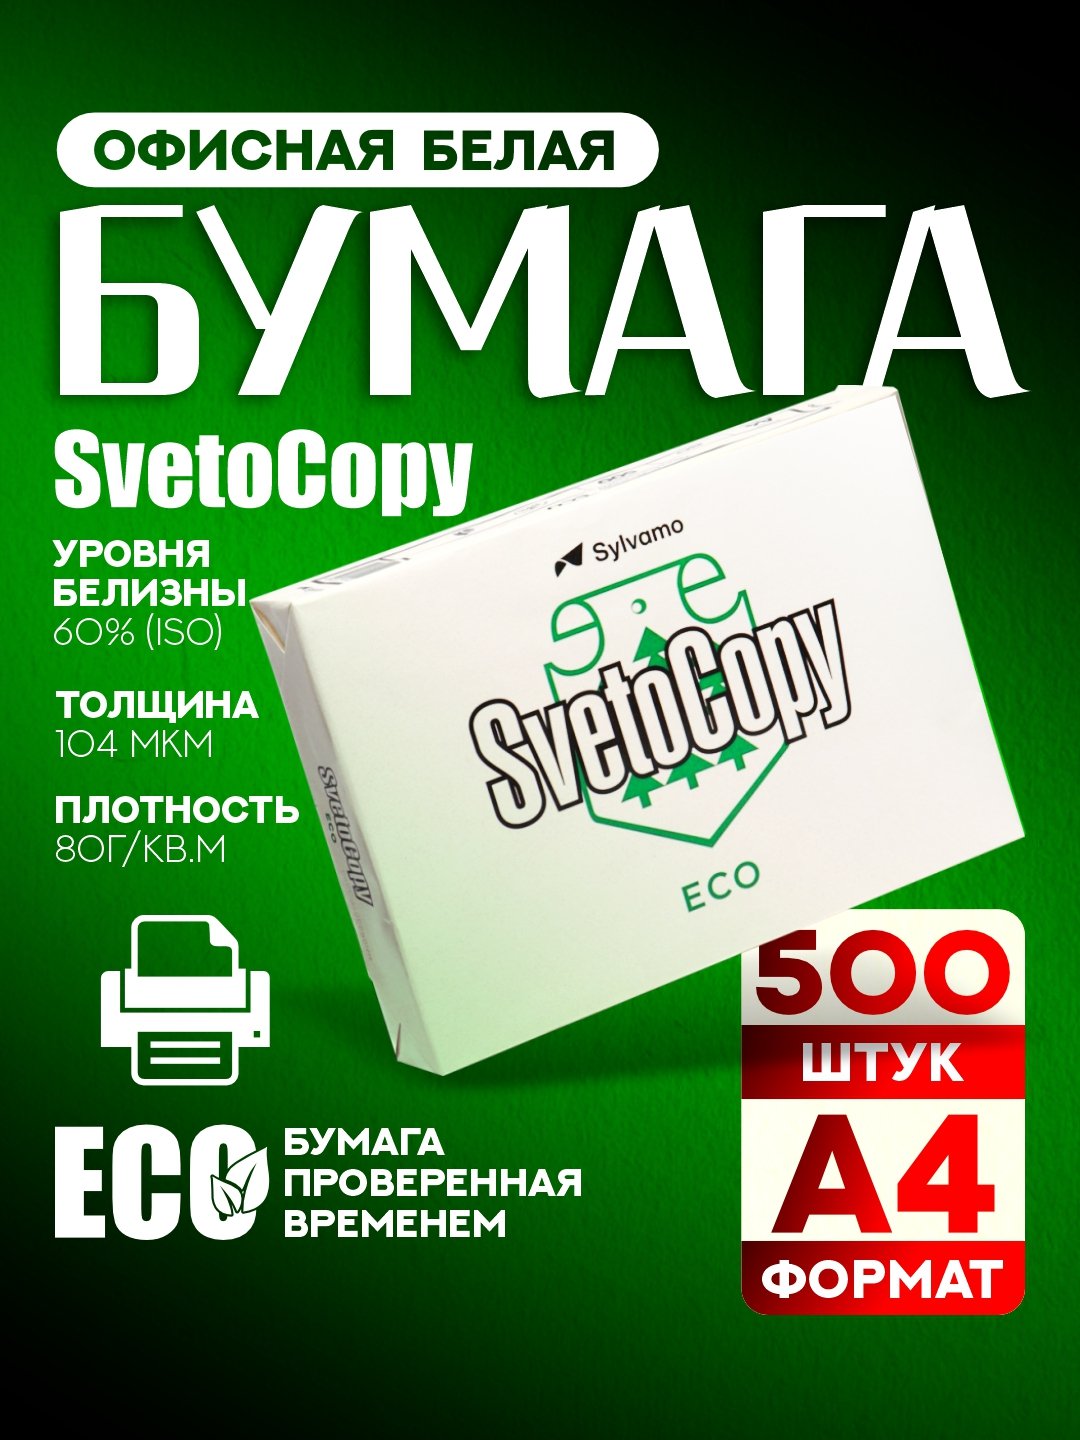 ОФИСНАЯ БЕЛАЯ
БУМАГА
SvetoCopy
УРОВНЯ
БЕЛИЗНЫ
60% (ISO)
ТОЛЩИНА
104 МКМ
ПЛОТНОСТЬ
80Г/КВ.М
Sylvamo
SvetoCopy
ECO
SvetoCopy
ECO
500
ШТУК
А4
ФОРМАТ
ECO
БУМАГА
ПРОВЕРЕННАЯ
ВРЕМЕНЕМ